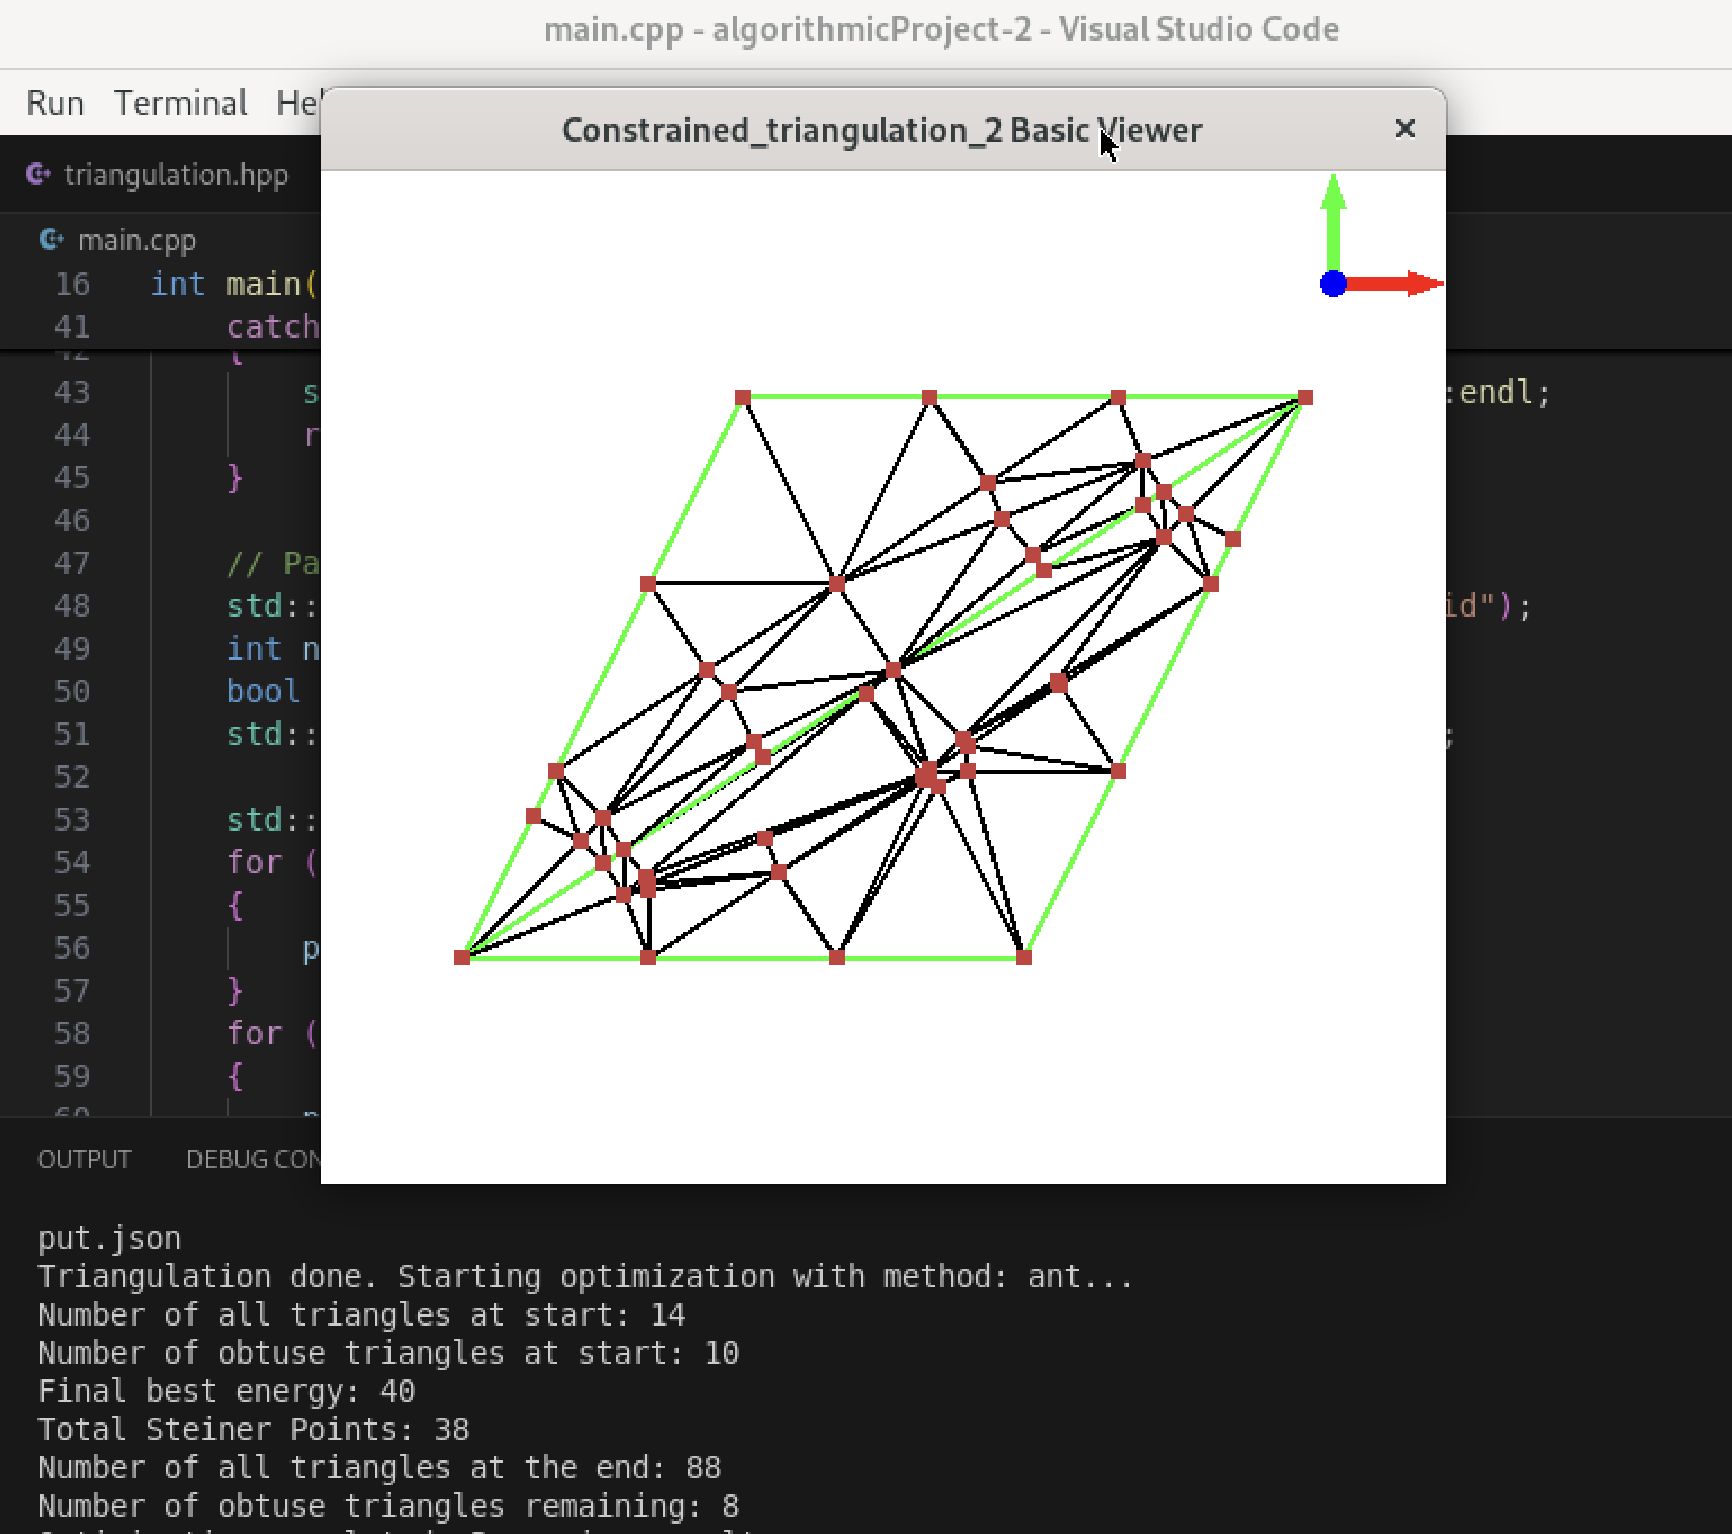 main.cpp - algorithmicProject-2 - Visual Studio Code
Run Terminal
Constrained_triangulation_2 Basic Viewer ×
triangulation.hpp
main.cpp
16 int main(
41 catch
42 {
43 s :endl;
44 r
45 }
46
47 // Pa
48 std:: id");
49 int n
50 bool
51 std:: ;
52
53 std::
54 for (
55 {
56 p
57 }
58 for (
59 {
60
OUTPUT DEBUG CON
put.json
Triangulation done. Starting optimization with method: ant...
Number of all triangles at start: 14
Number of obtuse triangles at start: 10
Final best energy: 40
Total Steiner Points: 38
Number of all triangles at the end: 88
Number of obtuse triangles remaining: 8